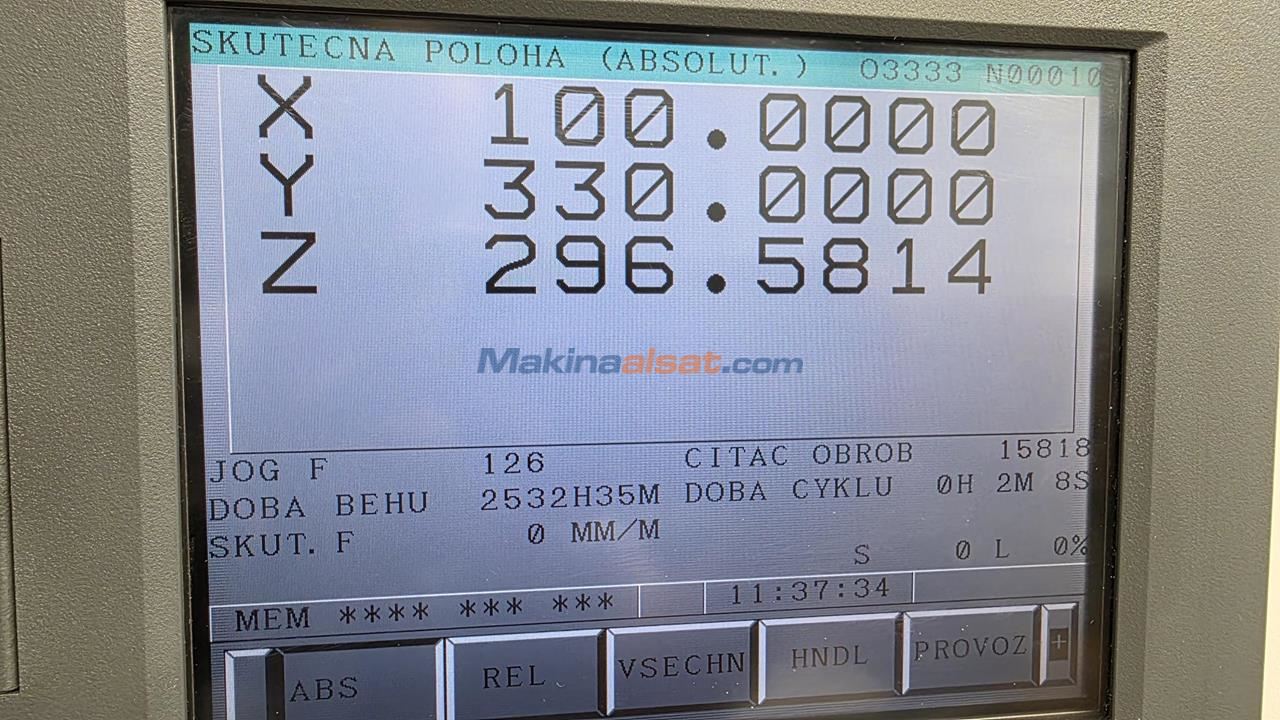 SKUTECNA POLOHA (ABSOLUT.) O3333 N00010
X 100.0000
Y 330.0000
Z 296.5814
Makinaalsat.com
JOG F 126 CITAC OBROB 15818
DOBA BEHU 2532H35M DOBA CYKLU 0H 2M 8S
SKUT. F 0 MM/M
S 0 L 0%
MEM **** *** *** 11:37:34
ABS REL VSECHN HNDL PROVOZ +